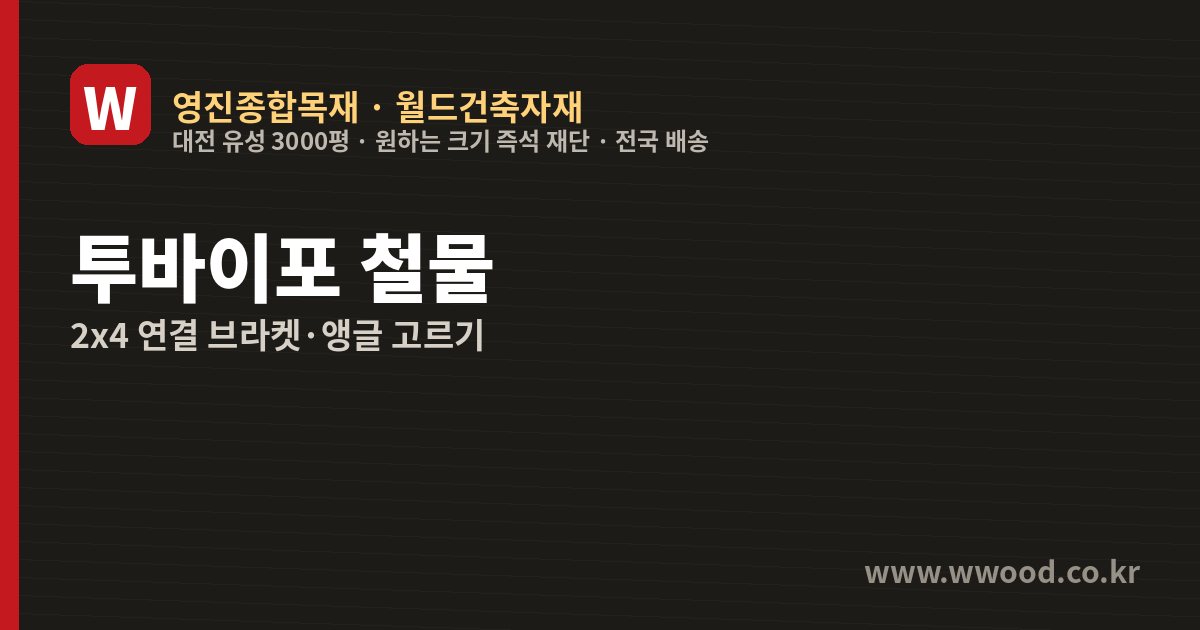 W
영진종합목재 · 월드건축자재
대전 유성 3000평 · 원하는 크기 즉석 재단 · 전국 배송
투바이포 철물
2x4 연결 브라켓·앵글 고르기
www.wwood.co.kr